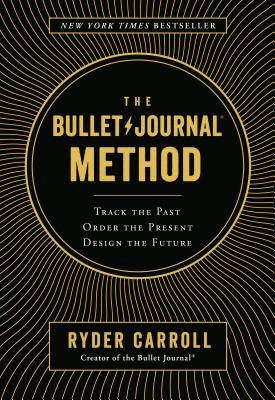 NEW YORK TIMES BESTSELLER
THE
BULLET JOURNAL®
METHOD
TRACK THE PAST
ORDER THE PRESENT
DESIGN THE FUTURE
RYDER CARROLL
Creator of the Bullet Journal®